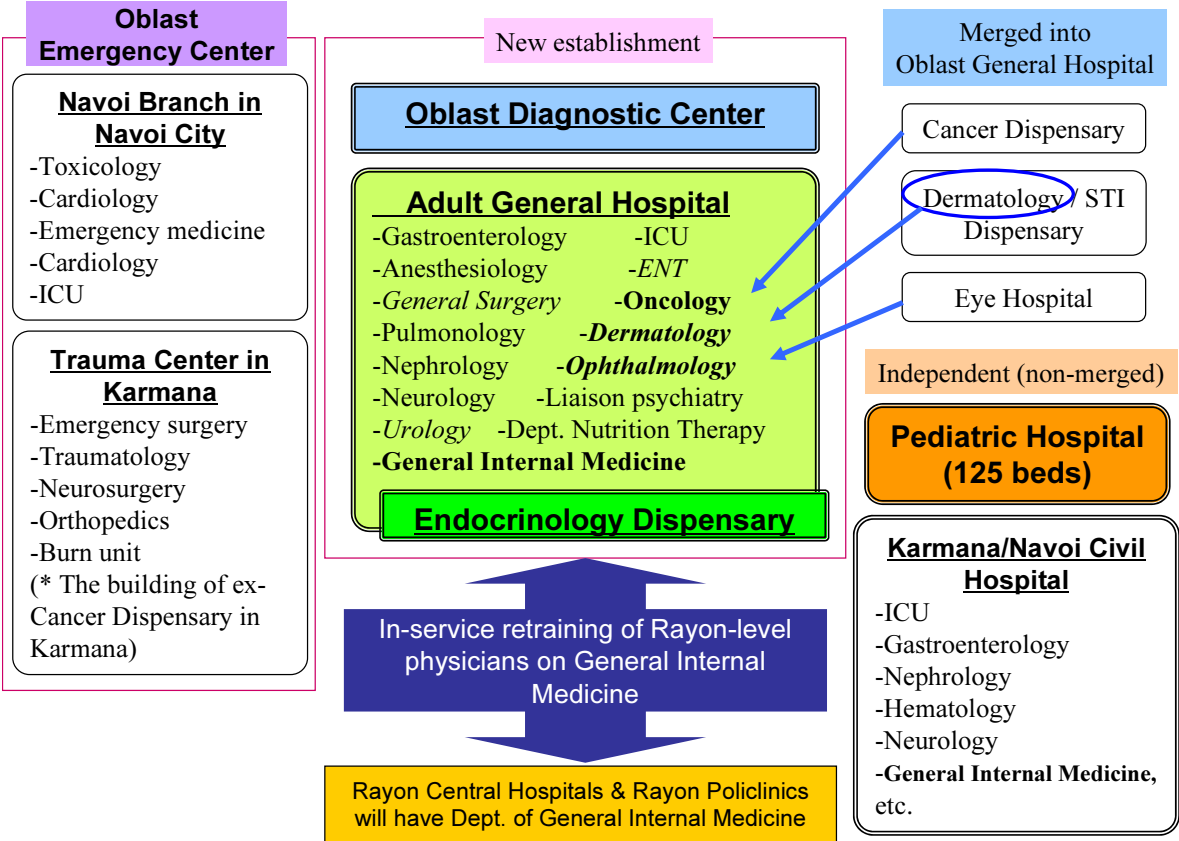 Oblast
Emergency Center
Navoi Branch in
Navoi City
-Toxicology
-Cardiology
-Emergency medicine
-Cardiology
-ICU
Trauma Center in
Karmana
-Emergency surgery
-Traumatology
-Neurosurgery
-Orthopedics
-Burn unit
(* The building of ex-
Cancer Dispensary in
Karmana)
New establishment
Oblast Diagnostic Center
Adult General Hospital
-Gastroenterology -ICU
-Anesthesiology -ENT
-General Surgery -Oncology
-Pulmonology -Dermatology
-Nephrology -Ophthalmology
-Neurology -Liaison psychiatry
-Urology -Dept. Nutrition Therapy
-General Internal Medicine
Endocrinology Dispensary
In-service retraining of Rayon-level
physicians on General Internal
Medicine
Rayon Central Hospitals & Rayon Policlinics
will have Dept. of General Internal Medicine
Merged into
Oblast General Hospital
Cancer Dispensary
Dermatology / STI
Dispensary
Eye Hospital
Independent (non-merged)
Pediatric Hospital
(125 beds)
Karmana/Navoi Civil
Hospital
-ICU
-Gastroenterology
-Nephrology
-Hematology
-Neurology
-General Internal Medicine,
etc.